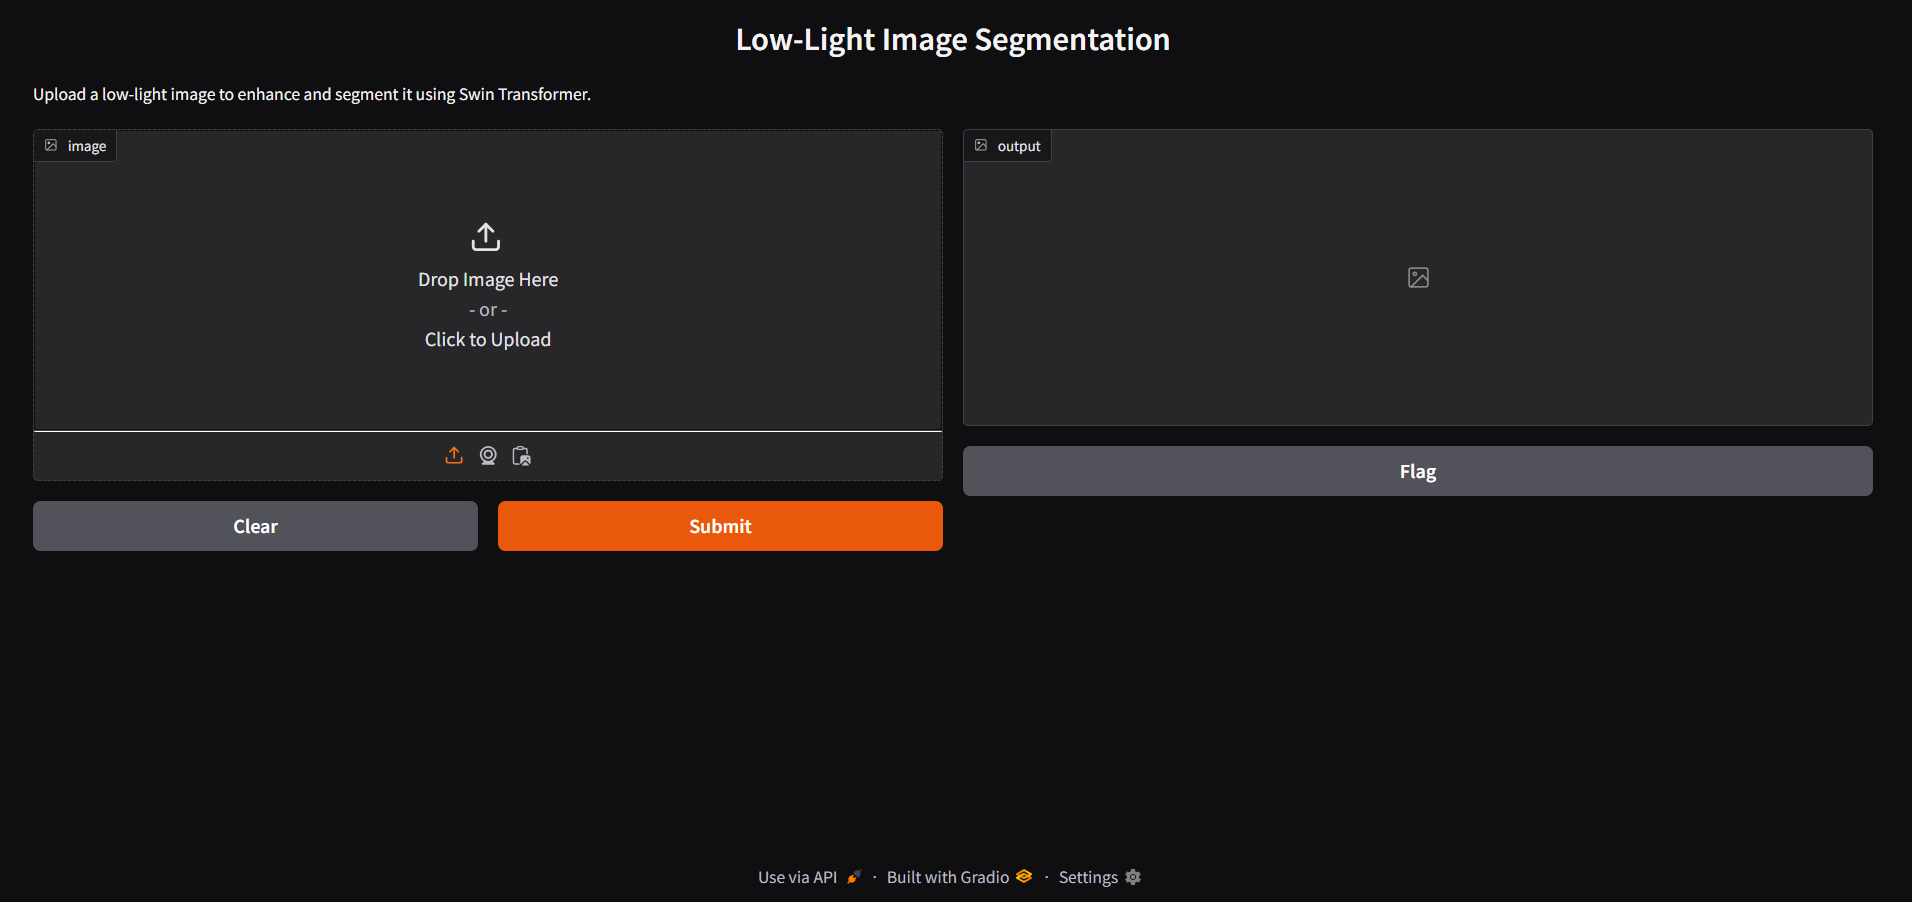 Low-Light Image Segmentation
Upload a low-light image to enhance and segment it using Swin Transformer.
image
Drop Image Here
- or -
Click to Upload
Clear
Submit
output
Flag
Use via API · Built with Gradio · Settings